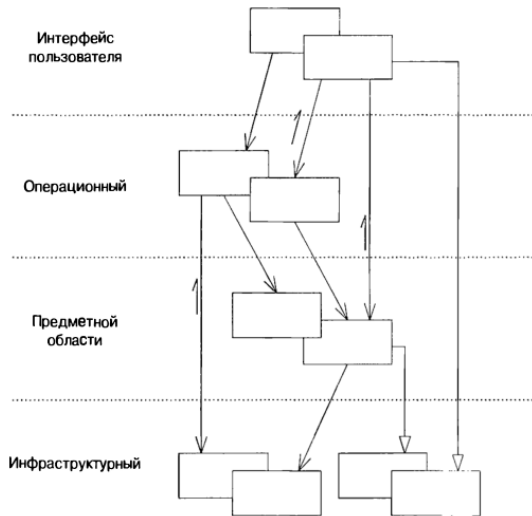 Интерфейс
пользователя
Операционный
Предметной
области
Инфраструктурный